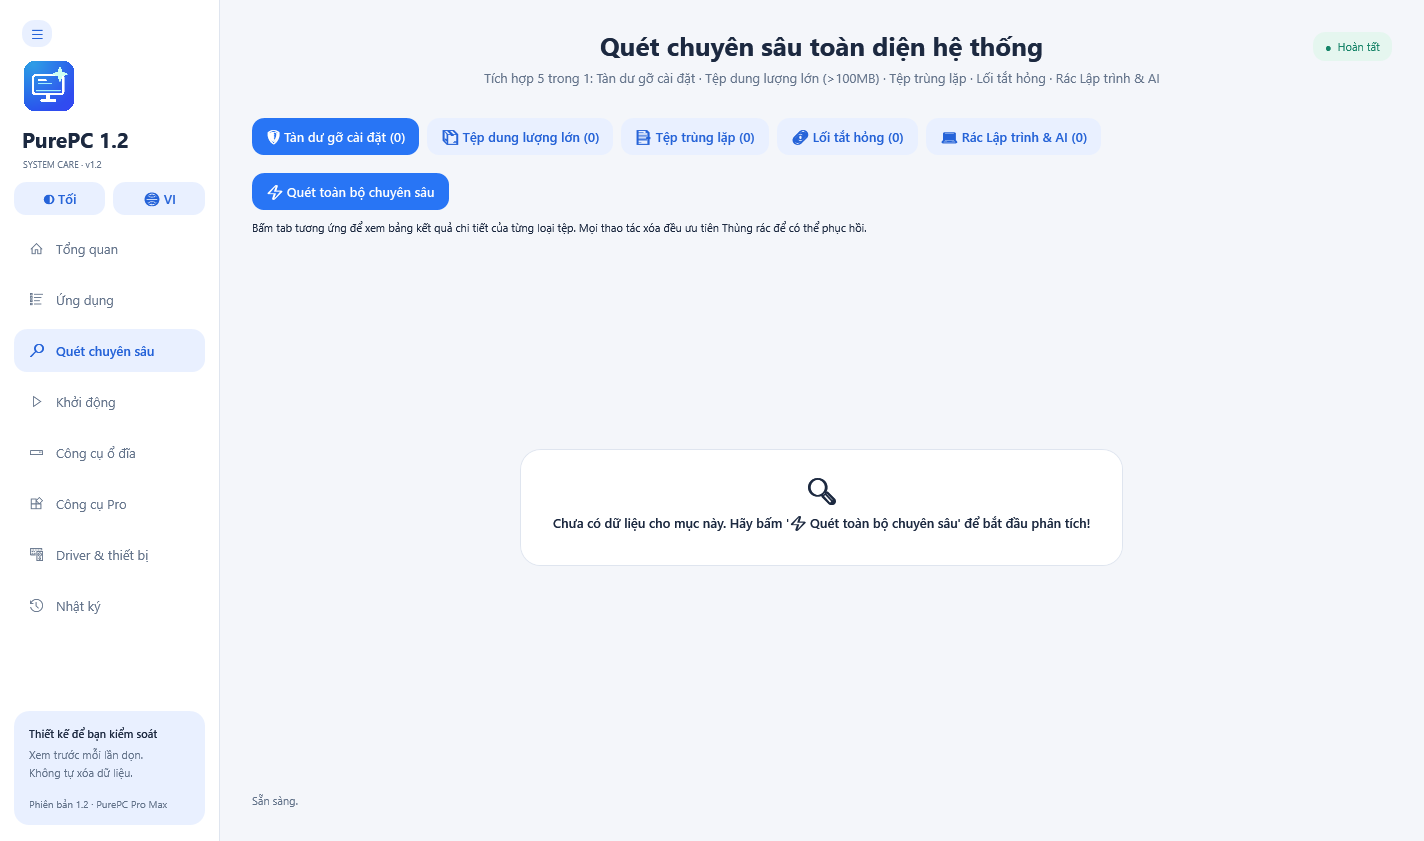 PurePC 1.2
SYSTEM CARE · v1.2
Tối
VI
Tổng quan
Ứng dụng
Quét chuyên sâu
Khởi động
Công cụ ổ đĩa
Công cụ Pro
Driver & thiết bị
Nhật ký
Thiết kế để bạn kiểm soát
Xem trước mỗi lần dọn.
Không tự xóa dữ liệu.
Phiên bản 1.2 · PurePC Pro Max
Quét chuyên sâu toàn diện hệ thống
Hoàn tất
Tích hợp 5 trong 1: Tàn dư gỡ cài đặt · Tệp dung lượng lớn (>100MB) · Tệp trùng lặp · Lối tắt hỏng · Rác Lập trình & AI
Tàn dư gỡ cài đặt (0)
Tệp dung lượng lớn (0)
Tệp trùng lặp (0)
Lối tắt hỏng (0)
Rác Lập trình & AI (0)
Quét toàn bộ chuyên sâu
Bấm tab tương ứng để xem bảng kết quả chi tiết của từng loại tệp. Mọi thao tác xóa đều ưu tiên Thùng rác để có thể phục hồi.
Chưa có dữ liệu cho mục này. Hãy bấm '⚡ Quét toàn bộ chuyên sâu' để bắt đầu phân tích!
Sẵn sàng.